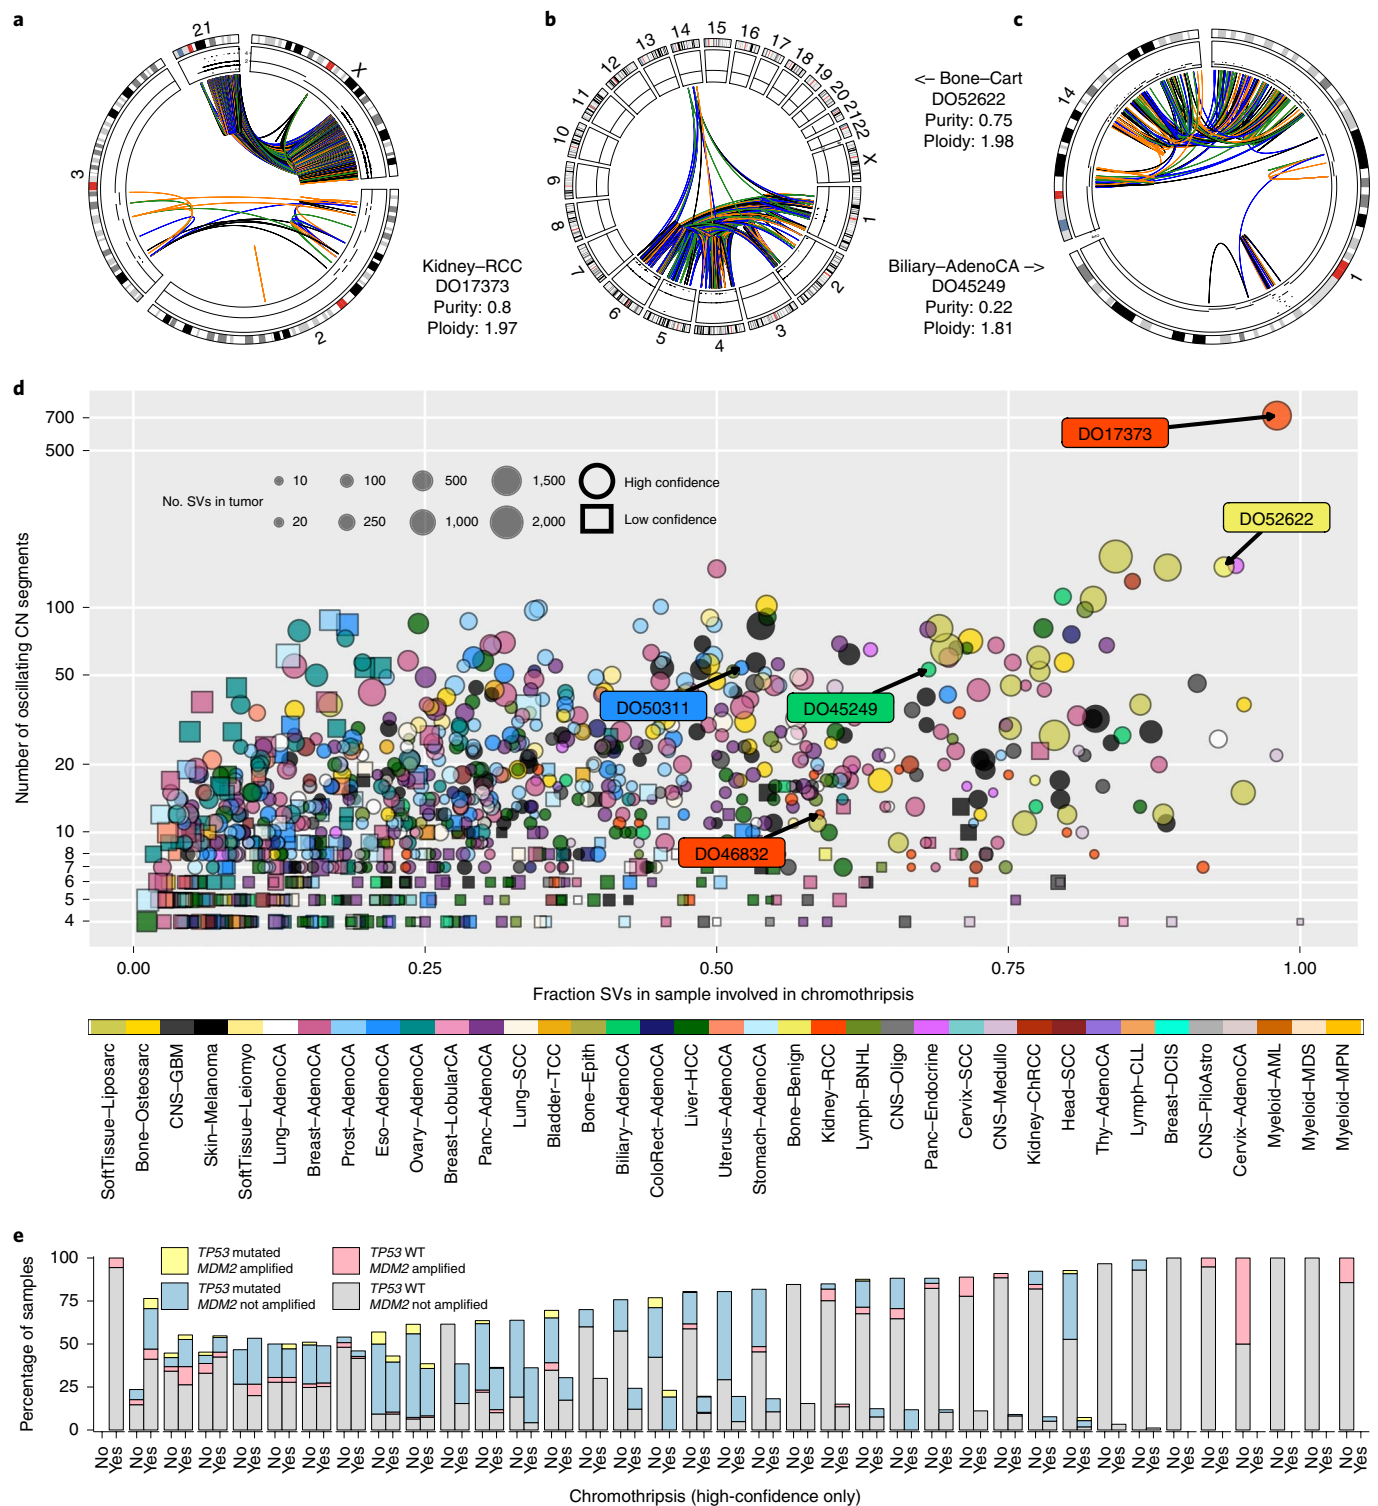 a
b
c
21
X
3
2
4
2
1
2
3
4
5
6
7
8
9
10
11
12
13
14
15
16
17
18
19
20
21
22
X
14
1
Kidney–RCC
DO17373
Purity: 0.8
Ploidy: 1.97
<– Bone–Cart
DO52622
Purity: 0.75
Ploidy: 1.98
Biliary–AdenoCA –>
DO45249
Purity: 0.22
Ploidy: 1.81
d
Number of oscillating CN segments
700
500
100
50
20
10
8
7
6
5
4
No. SVs in tumor
10
100
500
1,500
20
250
1,000
2,000
High confidence
Low confidence
DO17373
DO52622
DO50311
DO45249
DO46832
0.00
0.25
0.50
0.75
1.00
Fraction SVs in sample involved in chromothripsis
SoftTissue–Liposarc
Bone–Osteosarc
CNS–GBM
Skin–Melanoma
SoftTissue–Leiomyo
Lung–AdenoCA
Breast–AdenoCA
Prost–AdenoCA
Eso–AdenoCA
Ovary–AdenoCA
Breast–LobularCA
Panc–AdenoCA
Lung–SCC
Bladder–TCC
Bone–Epith
Biliary–AdenoCA
ColoRect–AdenoCA
Liver–HCC
Uterus–AdenoCA
Stomach–AdenoCA
Bone–Benign
Kidney–RCC
Lymph–BNHL
CNS–Oligo
Panc–Endocrine
Cervix–SCC
CNS–Medullo
Kidney–ChRCC
Head–SCC
Thy–AdenoCA
Lymph–CLL
Breast–DCIS
CNS–PiloAstro
Cervix–AdenoCA
Myeloid–AML
Myeloid–MDS
Myeloid–MPN
e
Percentage of samples
100
75
50
25
0
TP53 mutated
MDM2 amplified
TP53 WT
MDM2 amplified
TP53 mutated
MDM2 not amplified
TP53 WT
MDM2 not amplified
No
Yes
No
Yes
No
Yes
No
Yes
No
Yes
No
Yes
No
Yes
No
Yes
No
Yes
No
Yes
No
Yes
No
Yes
No
Yes
No
Yes
No
Yes
No
Yes
No
Yes
No
Yes
No
Yes
No
Yes
No
Yes
No
Yes
No
Yes
No
Yes
No
Yes
No
Yes
No
Yes
No
Yes
No
Yes
No
Yes
No
Yes
No
Yes
No
Yes
No
Yes
No
Yes
No
Yes
No
Yes
Chromothripsis (high-confidence only)